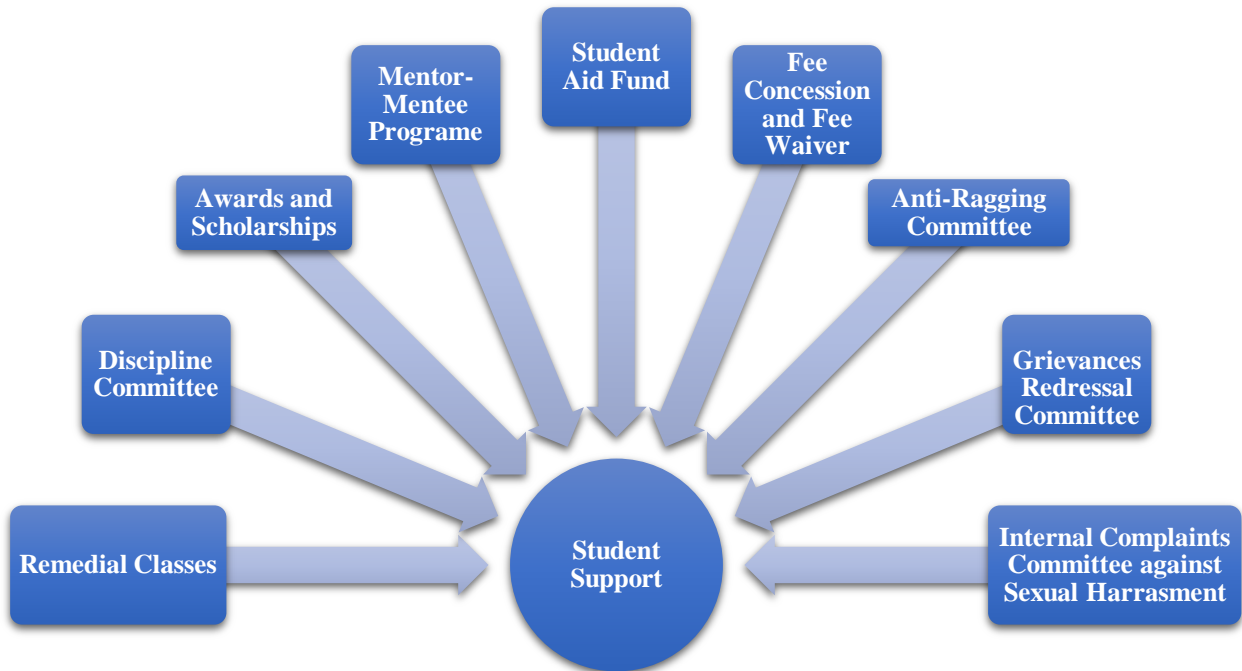 Student
Aid Fund
Mentor-
Mentee
Programe
Fee
Concession
and Fee
Waiver
Awards and
Scholarships
Anti-Ragging
Committee
Discipline
Committee
Grievances
Redressal
Committee
Remedial Classes
Student
Support
Internal Complaints
Committee against
Sexual Harrasment